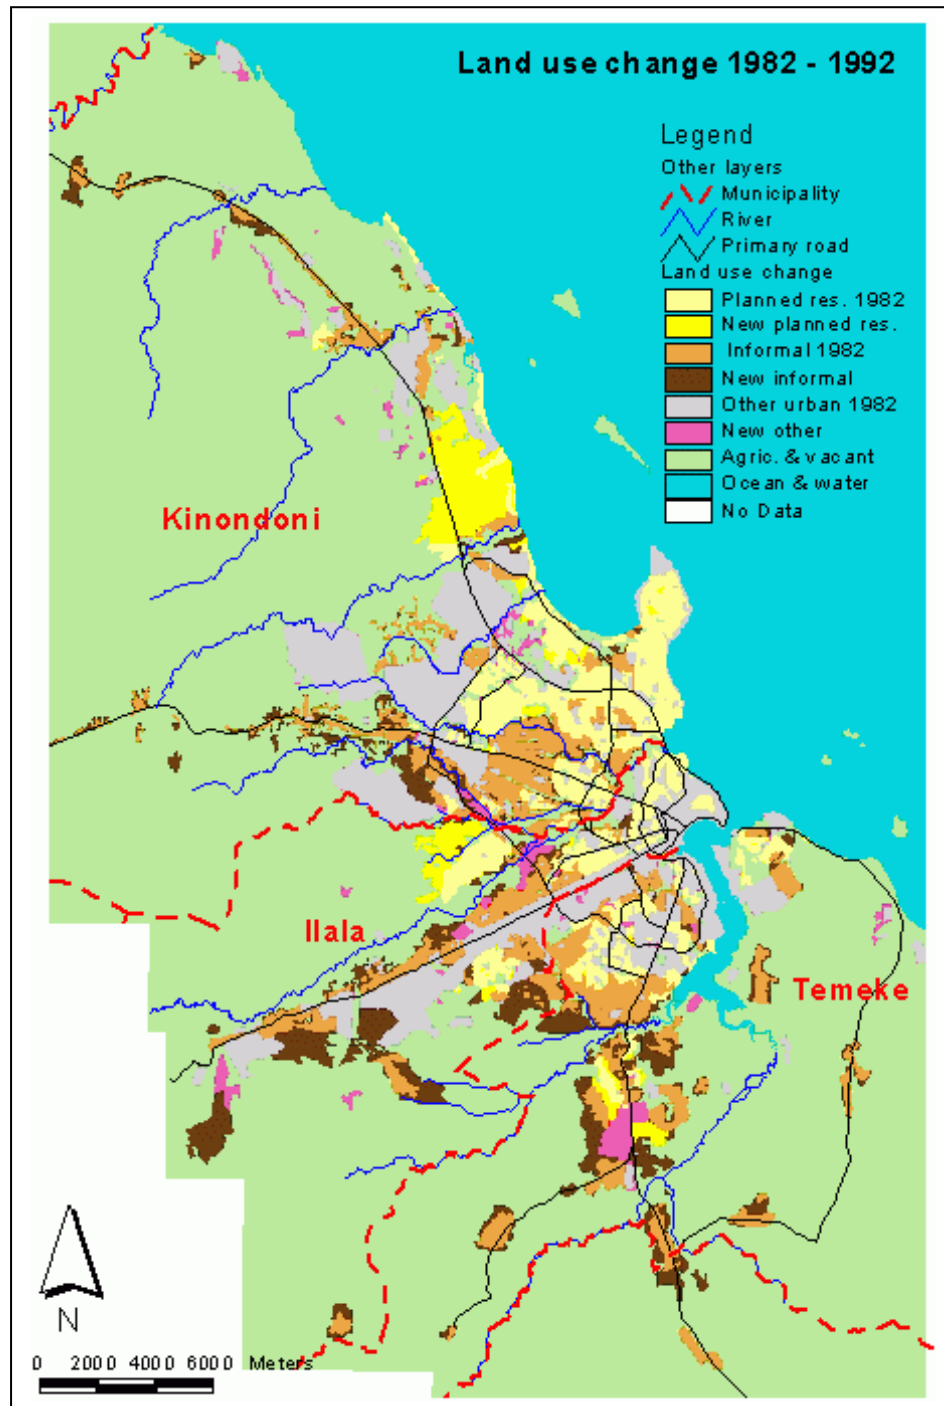 Land use change 1982 - 1992
Legend
Other layers
Municipality
River
Primary road
Land use change
Planned res. 1982
New planned res.
Informal 1982
New informal
Other urban 1982
New other
Agric. & vacant
Ocean & water
No Data
Kinondoni
Ilala
Temeke
N
0 2000 4000 6000 Meters